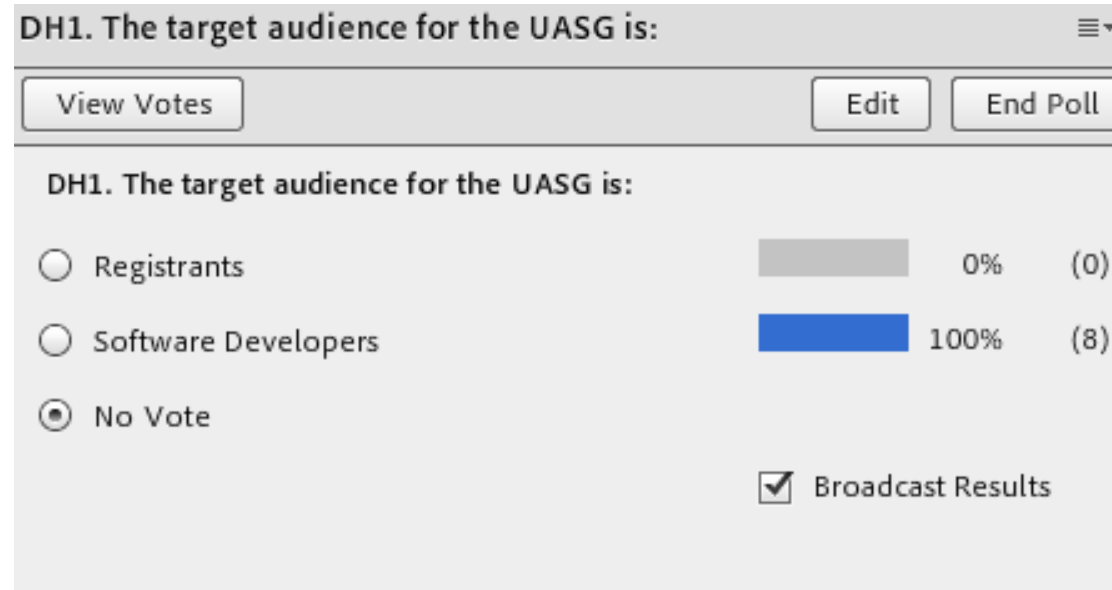 DH1. The target audience for the UASG is:
View Votes Edit End Poll
DH1. The target audience for the UASG is:
Registrants 0% (0)
Software Developers 100% (8)
No Vote
Broadcast Results